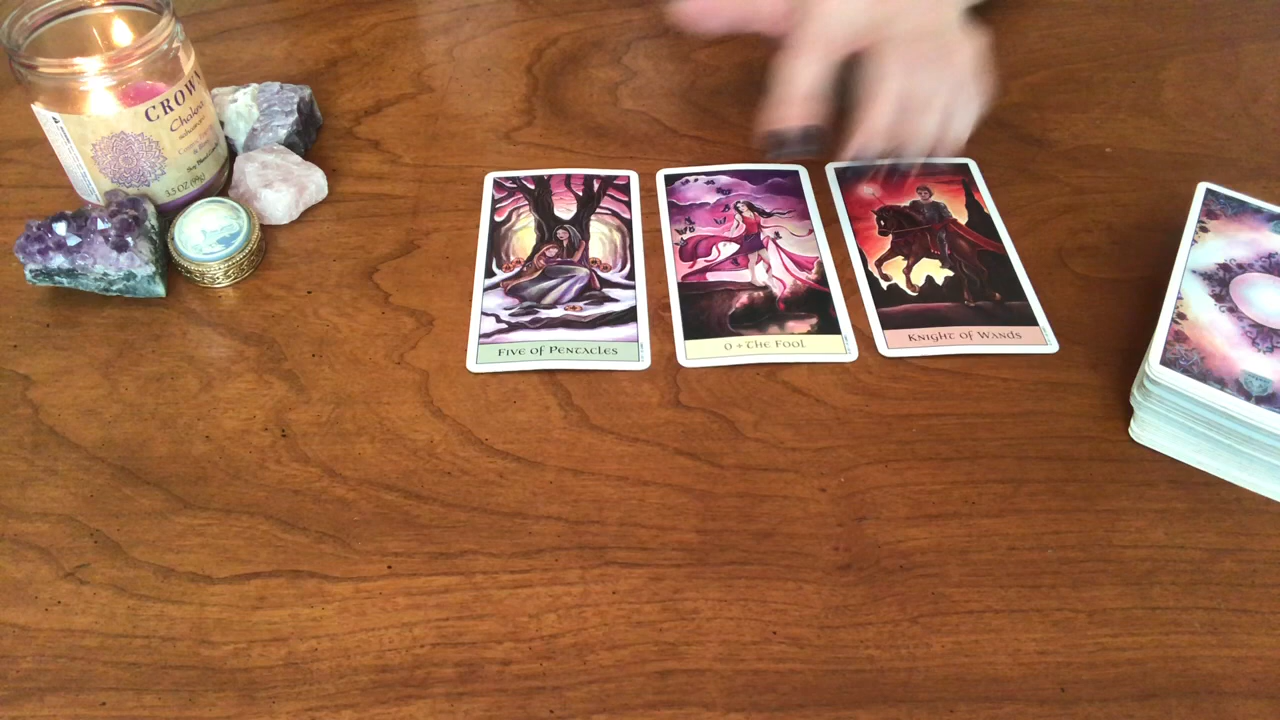 CROWN
Chakra
3.5 OZ (99g)
FIVE OF PENTACLES
0 • THE FOOL
KNIGHT OF WANDS